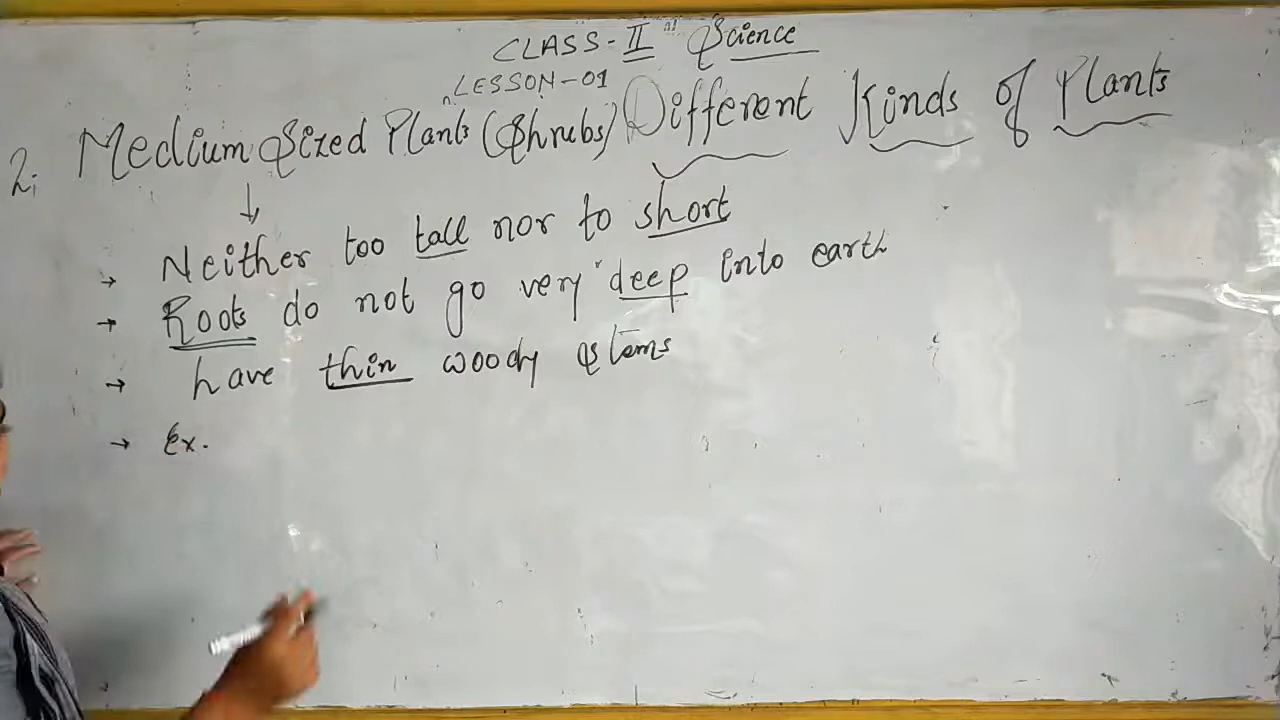 CLASS-II Science
LESSON-01
Different Kinds of Plants
2. Medium Sized Plants (Shrubs)
→ Neither too tall nor to short
→ Roots do not go very deep into earth
→ have thin woody stems
→ Ex.